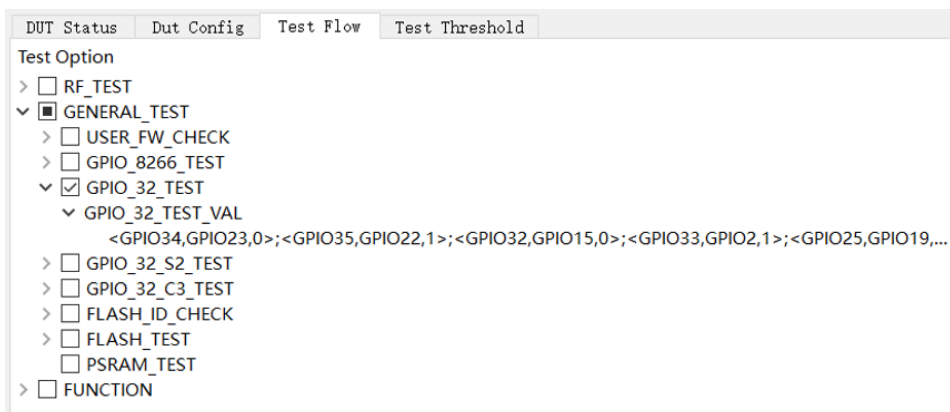 DUT Status Dut Config Test Flow Test Threshold
Test Option
RF_TEST
GENERAL_TEST
USER_FW_CHECK
GPIO_8266_TEST
GPIO_32_TEST
GPIO_32_TEST_VAL
<GPIO34,GPIO23,0>;<GPIO35,GPIO22,1>;<GPIO32,GPIO15,0>;<GPIO33,GPIO2,1>;<GPIO25,GPIO19,...
GPIO_32_S2_TEST
GPIO_32_C3_TEST
FLASH_ID_CHECK
FLASH_TEST
PSRAM_TEST
FUNCTION